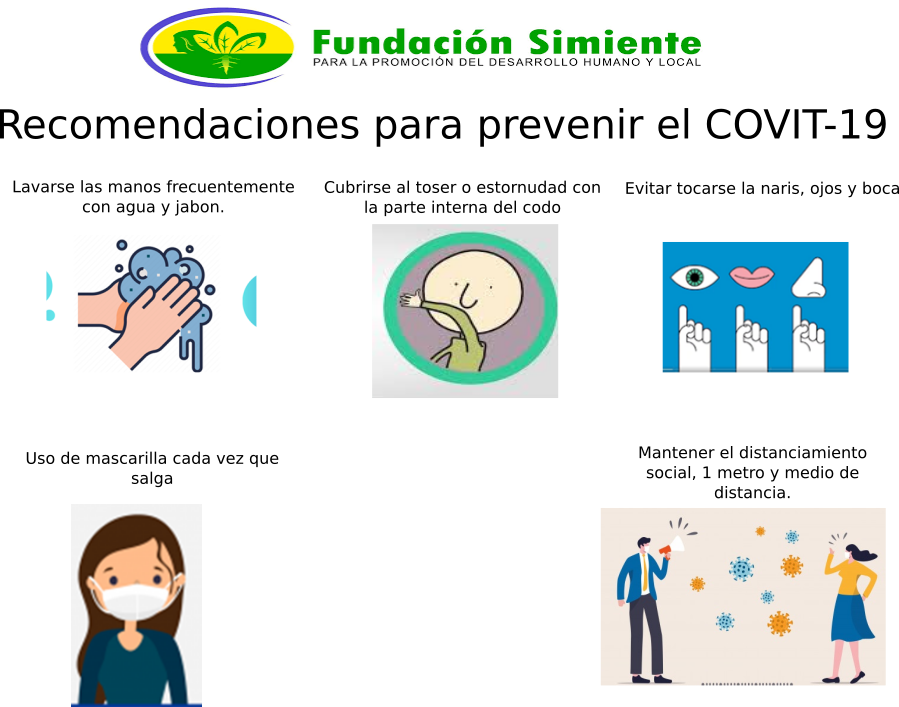 Fundación Simiente
PARA LA PROMOCIÓN DEL DESARROLLO HUMANO Y LOCAL
Recomendaciones para prevenir el COVIT-19
Lavarse las manos frecuentemente
con agua y jabon.
Cubrirse al toser o estornudad con
la parte interna del codo
Evitar tocarse la naris, ojos y boca
Uso de mascarilla cada vez que
salga
Mantener el distanciamiento
social, 1 metro y medio de
distancia.